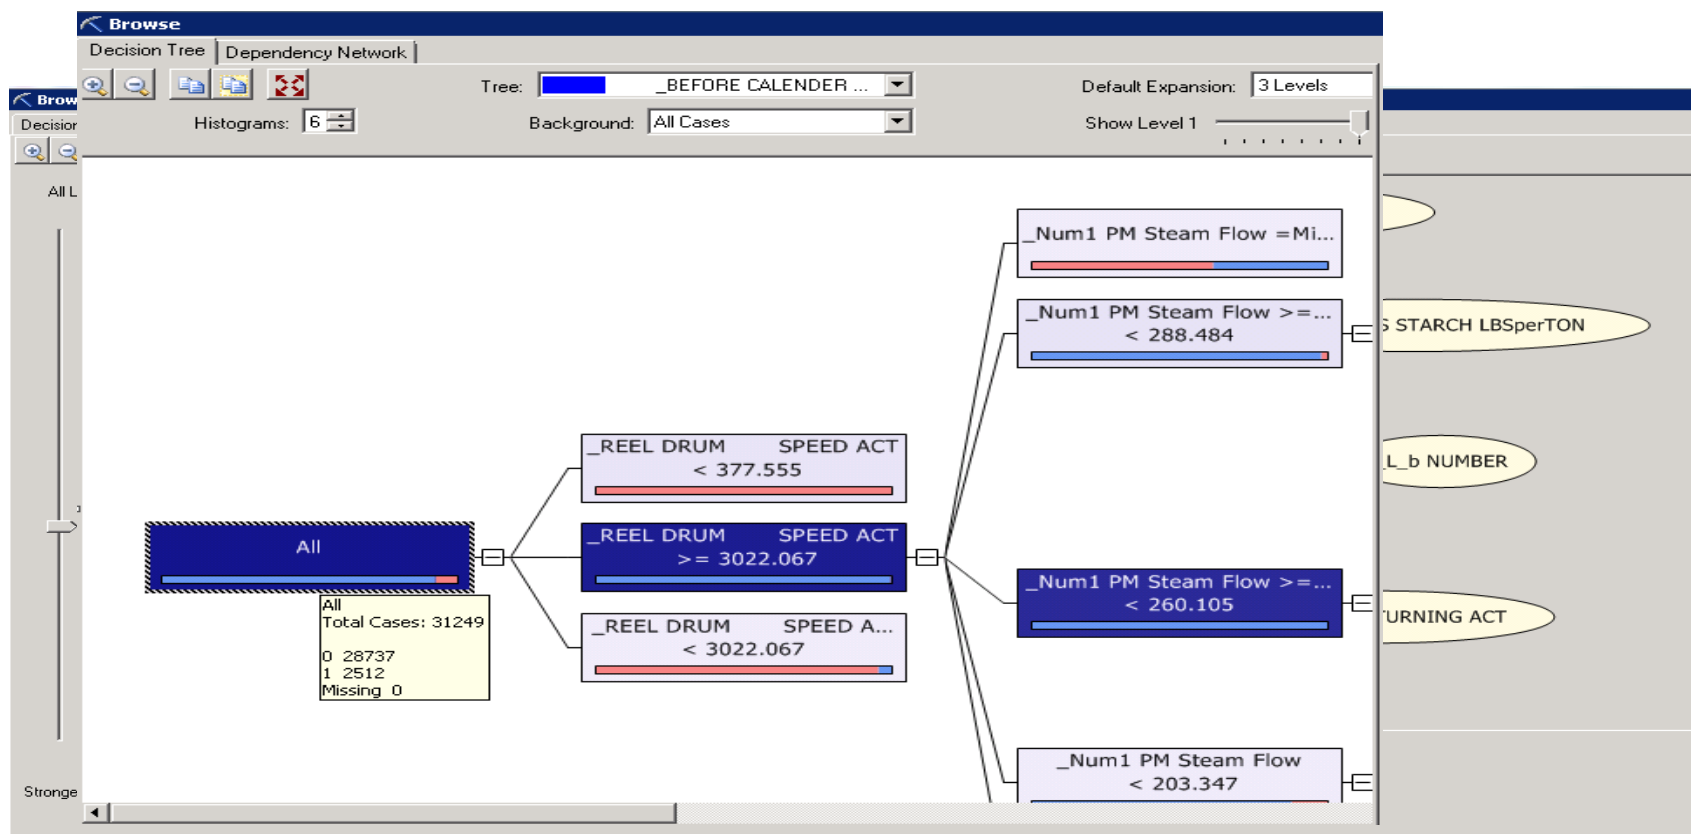 Browse
Decision Tree
Dependency Network
Tree:
_BEFORE CALENDER ...
Default Expansion:
3 Levels
Histograms:
6
Background:
All Cases
Show Level 1
Brow
Decision
All L
Stronge
All
All
Total Cases: 31249
0 28737
1 2512
Missing 0
_REEL DRUM SPEED ACT
< 377.555
_REEL DRUM SPEED ACT
>= 3022.067
_REEL DRUM SPEED A...
< 3022.067
_Num1 PM Steam Flow =Mi...
_Num1 PM Steam Flow >=...
< 288.484
_Num1 PM Steam Flow >=...
< 260.105
_Num1 PM Steam Flow
< 203.347
STARCH LBSperTON
L_b NUMBER
URNING ACT